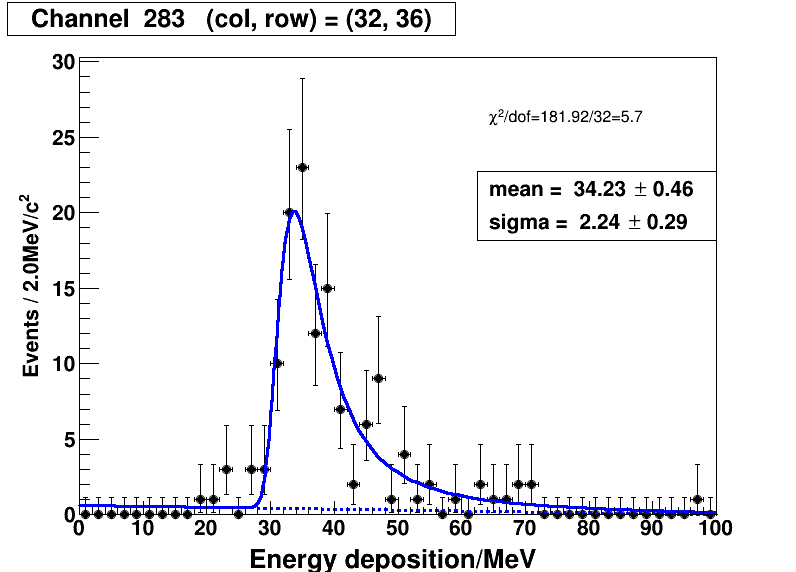 Channel  283   (col, row) = (32, 36)
χ²/dof=181.92/32=5.7
mean =  34.23 ± 0.46
sigma =  2.24 ± 0.29
Events / 2.0MeV/c²
30
25
20
15
10
5
0
0 10 20 30 40 50 60 70 80 90 100
Energy deposition/MeV